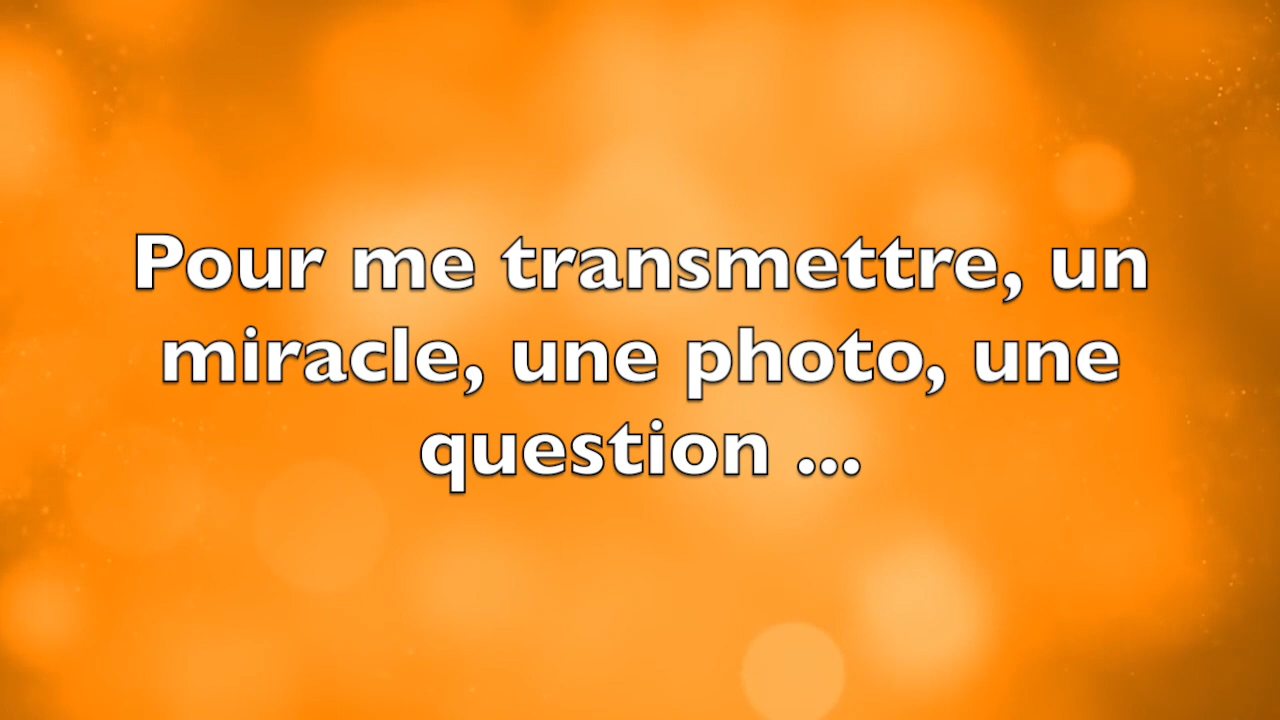 Pour me transmettre, un
miracle, une photo, une
question ...